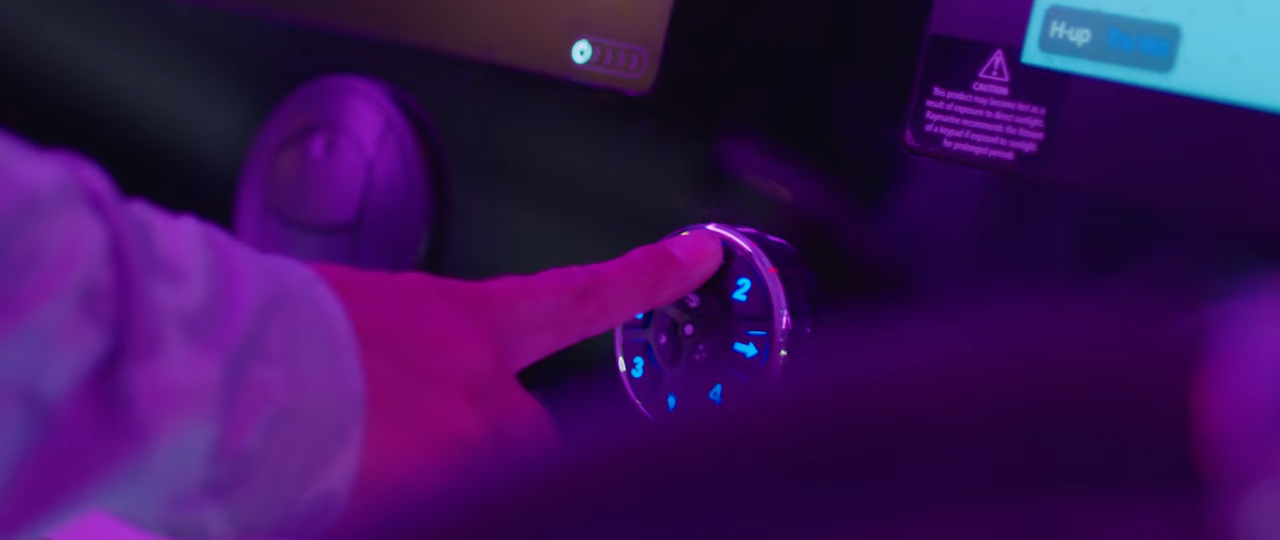 H-up
CAUTION
This product may become hot as a
result of exposure to direct sunlight.
Raymarine recommends the
of a keypad if exposed to sunlight
for prolonged periods
2
3
4